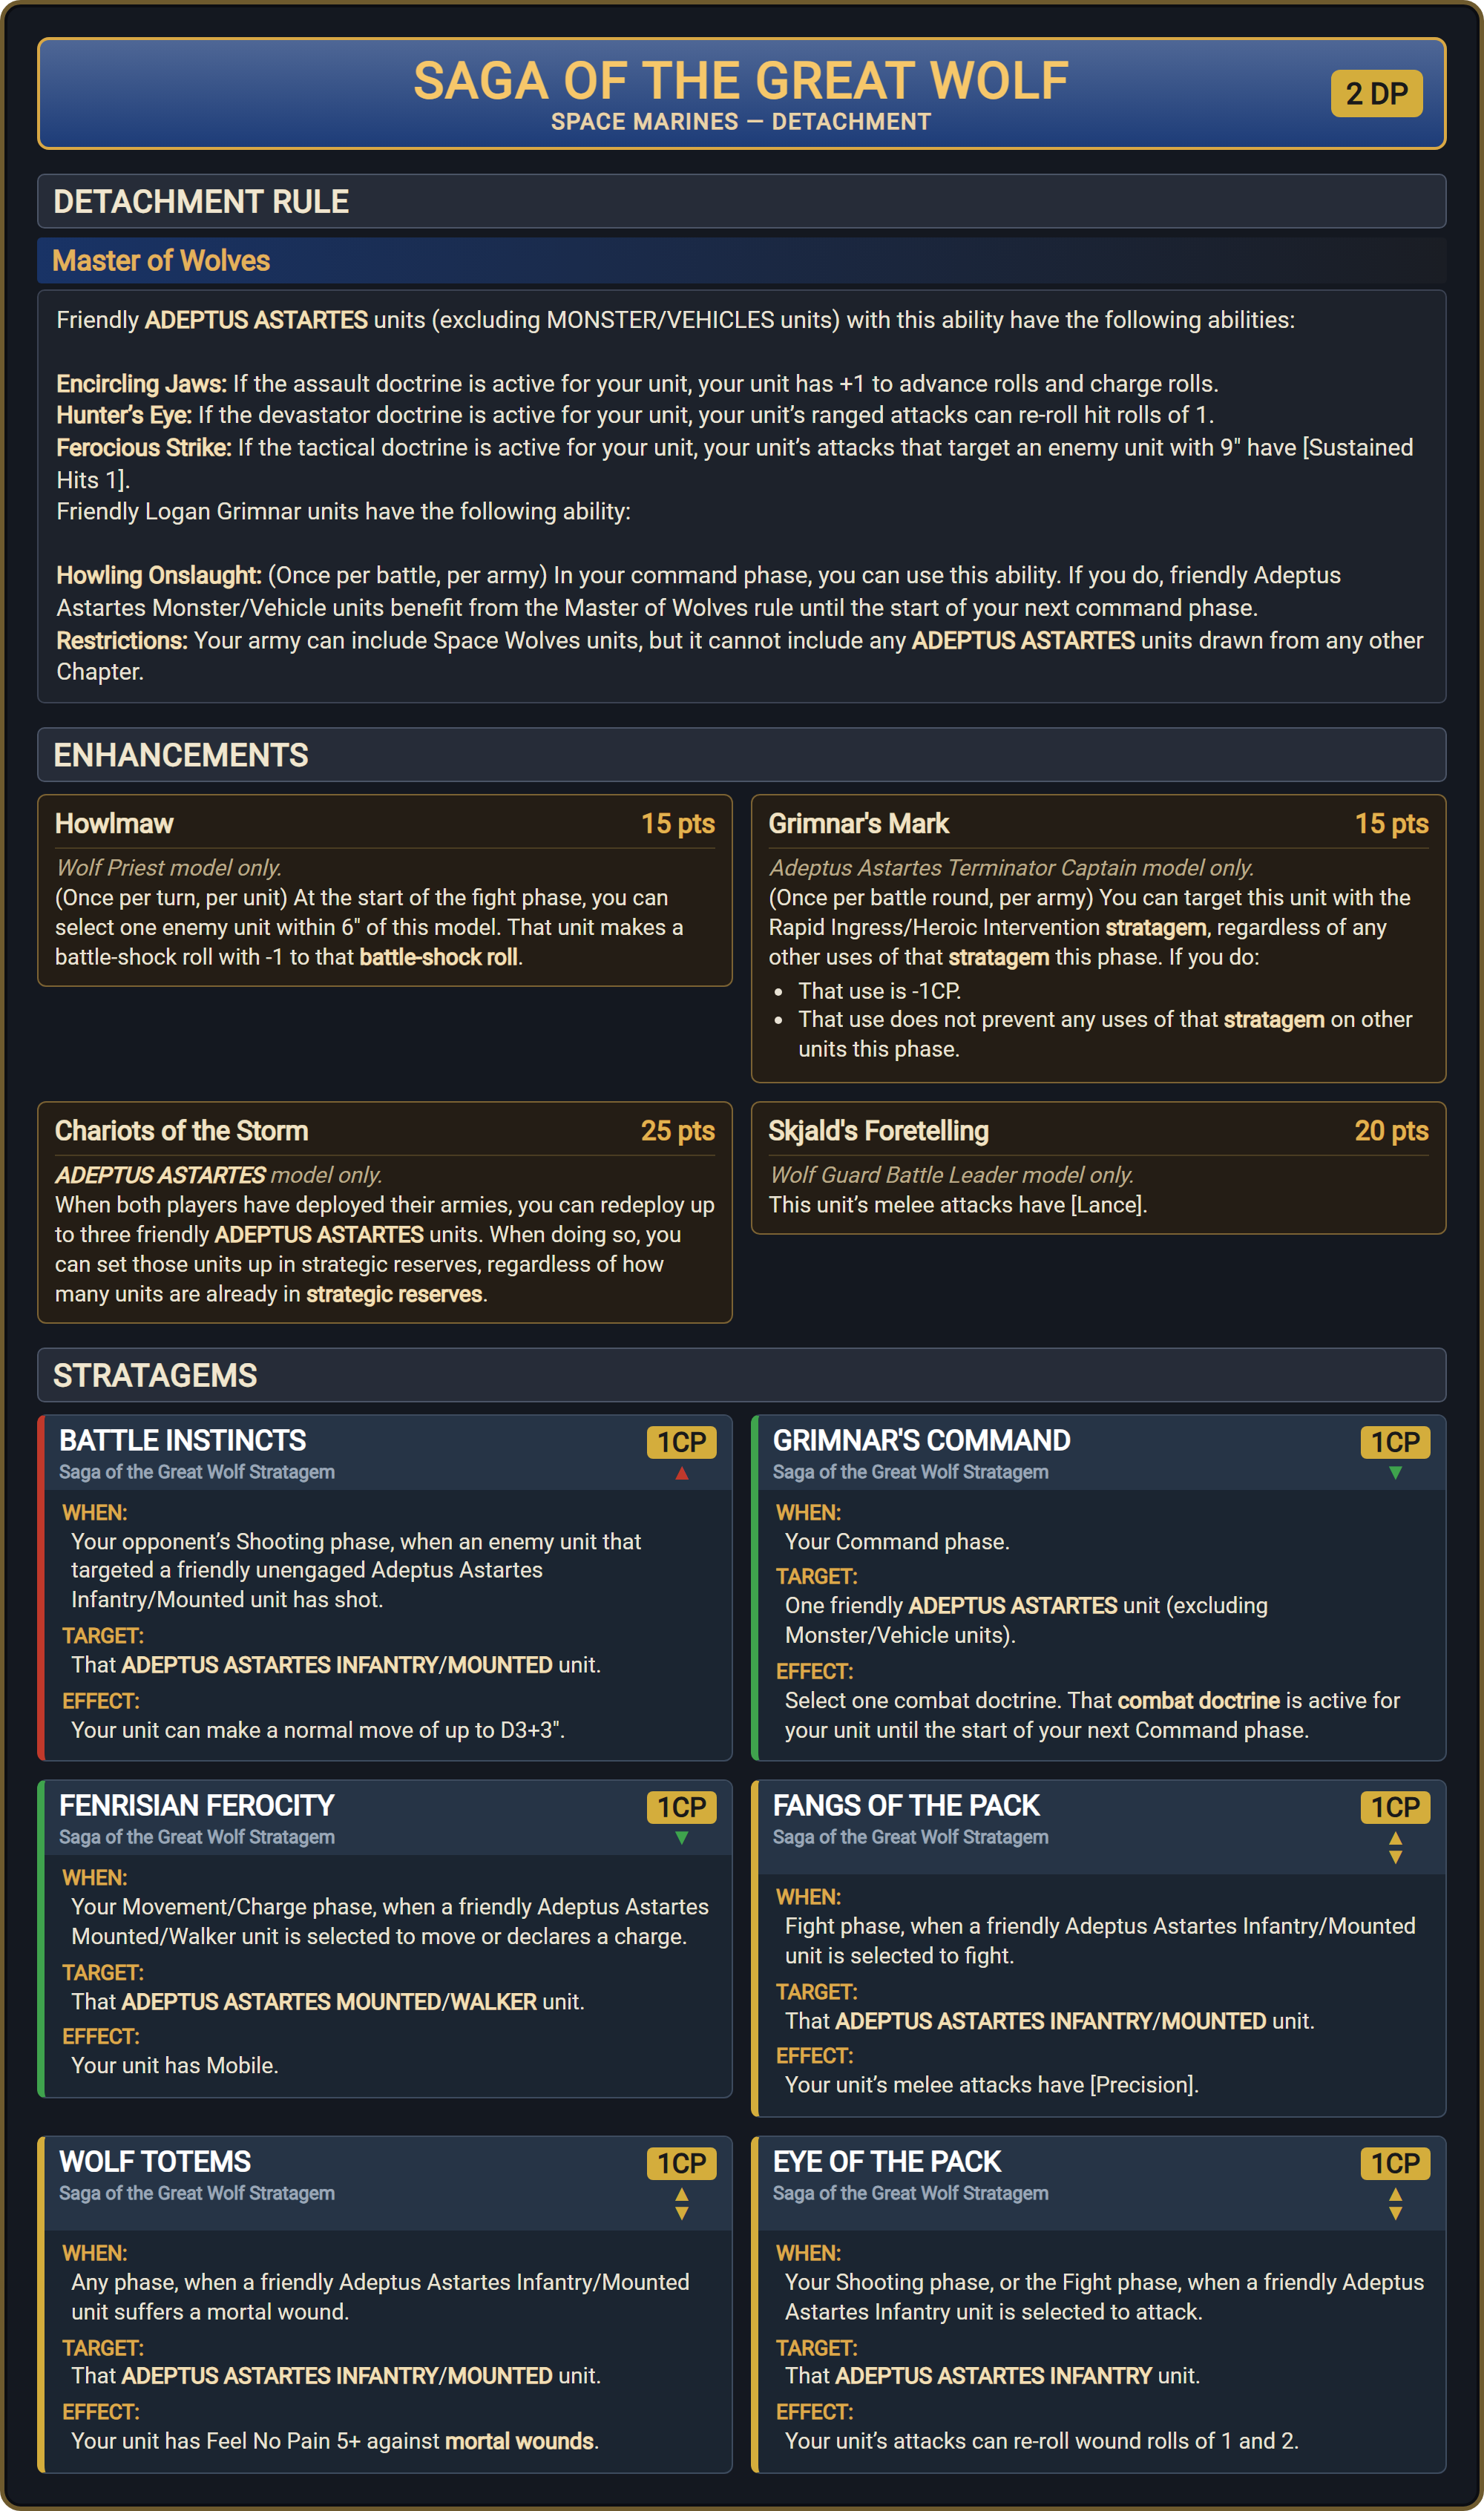 SAGA OF THE GREAT WOLF
SPACE MARINES — DETACHMENT
2 DP
DETACHMENT RULE
Master of Wolves
Friendly ADEPTUS ASTARTES units (excluding MONSTER/VEHICLES units) with this ability have the following abilities:
Encircling Jaws: If the assault doctrine is active for your unit, your unit has +1 to advance rolls and charge rolls.
Hunter’s Eye: If the devastator doctrine is active for your unit, your unit’s ranged attacks can re-roll hit rolls of 1.
Ferocious Strike: If the tactical doctrine is active for your unit, your unit’s attacks that target an enemy unit with 9" have [Sustained
Hits 1].
Friendly Logan Grimnar units have the following ability:
Howling Onslaught: (Once per battle, per army) In your command phase, you can use this ability. If you do, friendly Adeptus
Astartes Monster/Vehicle units benefit from the Master of Wolves rule until the start of your next command phase.
Restrictions: Your army can include Space Wolves units, but it cannot include any ADEPTUS ASTARTES units drawn from any other
Chapter.
ENHANCEMENTS
Howlmaw 15 pts
Wolf Priest model only.
(Once per turn, per unit) At the start of the fight phase, you can
select one enemy unit within 6" of this model. That unit makes a
battle-shock roll with -1 to that battle-shock roll.
Grimnar's Mark 15 pts
Adeptus Astartes Terminator Captain model only.
(Once per battle round, per army) You can target this unit with the
Rapid Ingress/Heroic Intervention stratagem, regardless of any
other uses of that stratagem this phase. If you do:
• That use is -1CP.
• That use does not prevent any uses of that stratagem on other
units this phase.
Chariots of the Storm 25 pts
ADEPTUS ASTARTES model only.
When both players have deployed their armies, you can redeploy up
to three friendly ADEPTUS ASTARTES units. When doing so, you
can set those units up in strategic reserves, regardless of how
many units are already in strategic reserves.
Skjald's Foretelling 20 pts
Wolf Guard Battle Leader model only.
This unit’s melee attacks have [Lance].
STRATAGEMS
BATTLE INSTINCTS 1CP
Saga of the Great Wolf Stratagem ▲
WHEN:
Your opponent’s Shooting phase, when an enemy unit that
targeted a friendly unengaged Adeptus Astartes
Infantry/Mounted unit has shot.
TARGET:
That ADEPTUS ASTARTES INFANTRY/MOUNTED unit.
EFFECT:
Your unit can make a normal move of up to D3+3".
GRIMNAR'S COMMAND 1CP
Saga of the Great Wolf Stratagem ▼
WHEN:
Your Command phase.
TARGET:
One friendly ADEPTUS ASTARTES unit (excluding
Monster/Vehicle units).
EFFECT:
Select one combat doctrine. That combat doctrine is active for
your unit until the start of your next Command phase.
FENRISIAN FEROCITY 1CP
Saga of the Great Wolf Stratagem ▼
WHEN:
Your Movement/Charge phase, when a friendly Adeptus Astartes
Mounted/Walker unit is selected to move or declares a charge.
TARGET:
That ADEPTUS ASTARTES MOUNTED/WALKER unit.
EFFECT:
Your unit has Mobile.
FANGS OF THE PACK 1CP
Saga of the Great Wolf Stratagem ▲
▼
WHEN:
Fight phase, when a friendly Adeptus Astartes Infantry/Mounted
unit is selected to fight.
TARGET:
That ADEPTUS ASTARTES INFANTRY/MOUNTED unit.
EFFECT:
Your unit’s melee attacks have [Precision].
WOLF TOTEMS 1CP
Saga of the Great Wolf Stratagem ▲
▼
WHEN:
Any phase, when a friendly Adeptus Astartes Infantry/Mounted
unit suffers a mortal wound.
TARGET:
That ADEPTUS ASTARTES INFANTRY/MOUNTED unit.
EFFECT:
Your unit has Feel No Pain 5+ against mortal wounds.
EYE OF THE PACK 1CP
Saga of the Great Wolf Stratagem ▲
▼
WHEN:
Your Shooting phase, or the Fight phase, when a friendly Adeptus
Astartes Infantry unit is selected to attack.
TARGET:
That ADEPTUS ASTARTES INFANTRY unit.
EFFECT:
Your unit’s attacks can re-roll wound rolls of 1 and 2.